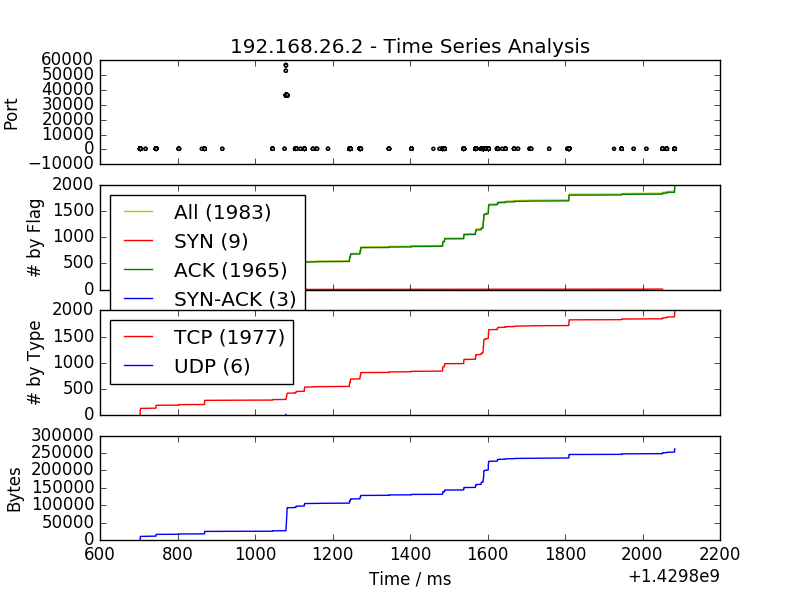 192.168.26.2 - Time Series Analysis
Port
60000
50000
40000
30000
20000
10000
0
−10000
# by Flag
2000
1500
1000
500
0
All (1983)
SYN (9)
ACK (1965)
SYN-ACK (3)
# by Type
2000
1500
1000
500
0
TCP (1977)
UDP (6)
Bytes
300000
250000
200000
150000
100000
50000
0
600 800 1000 1200 1400 1600 1800 2000 2200
Time / ms
+1.4298e9